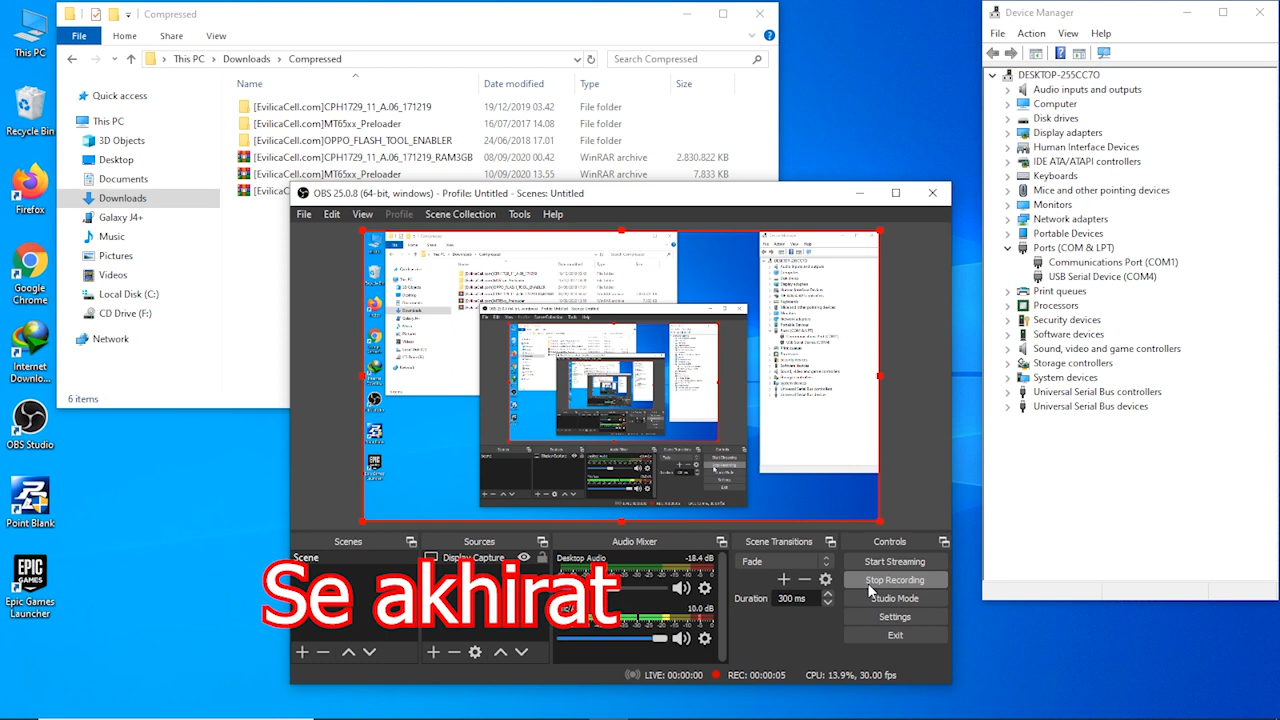 This PC
Recycle Bin
Firefox
Google
Chrome
Internet
Downlo...
OBS Studio
Point Blank
Epic Games
Launcher
Compressed
File
Home
Share
View
This PC
Downloads
Compressed
Search Compressed
Quick access
This PC
3D Objects
Desktop
Documents
Downloads
Galaxy J4+
Music
Pictures
Videos
Local Disk (C:)
CD Drive (F:)
Network
Name
Date modified
Type
Size
[EvilicaCell.com]CPH1729_11_A.06_171219 19/12/2019 03.42 File folder
[EvilicaCell.com]MT65xx_Preloader 16/07/2017 14.08 File folder
[EvilicaCell.com]OPPO_FLASH_TOOL_ENABLER 24/06/2018 17.01 File folder
[EvilicaCell.com]CPH1729_11_A.06_171219_RAM3GB 08/09/2020 00.42 WinRAR archive 2.830.822 KB
[EvilicaCell.com]MT65xx_Preloader 10/09/2020 13.55 WinRAR archive 7.833 KB
[Evilica
6 items
OBS 25.0.8 (64-bit, windows) - Profile: Untitled - Scenes: Untitled
File Edit View Profile Scene Collection Tools Help
Scenes
Scene
Sources
Display Capture
Audio Mixer
Desktop Audio
-18.4 dB
10.0 dB
Scene Transitions
Fade
Duration 300 ms
Controls
Start Streaming
Stop Recording
Studio Mode
Settings
Exit
LIVE: 00:00:00 REC: 00:00:05 CPU: 13.9%, 30.00 fps
Se akhirat
Device Manager
File Action View Help
DESKTOP-255CC7O
Audio inputs and outputs
Computer
Disk drives
Display adapters
Human Interface Devices
IDE ATA/ATAPI controllers
Keyboards
Mice and other pointing devices
Monitors
Network adapters
Portable Devices
Ports (COM & LPT)
Communications Port (COM1)
USB Serial Device (COM4)
Print queues
Processors
Security devices
Software devices
Sound, video and game controllers
Storage controllers
System devices
Universal Serial Bus controllers
Universal Serial Bus devices